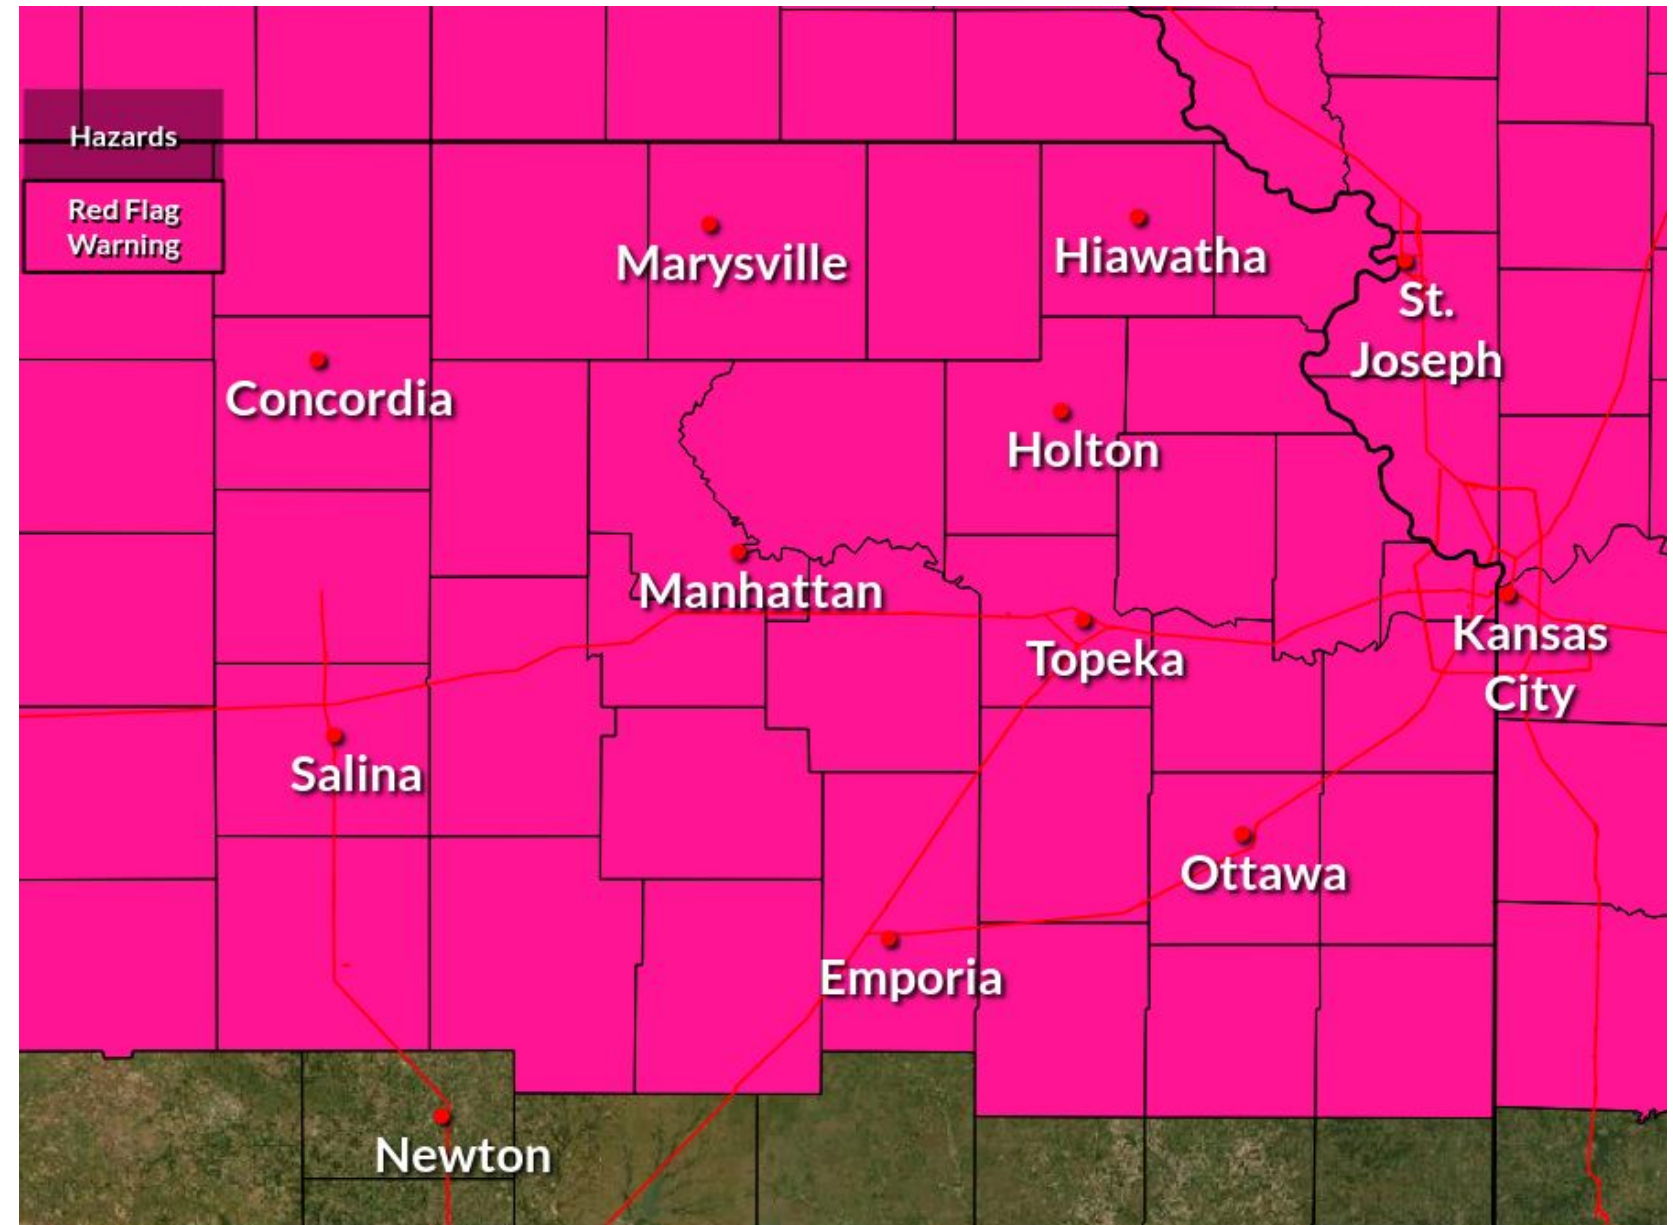 Hazards
Red Flag
Warning
Marysville
Hiawatha
St.
Joseph
Concordia
Holton
Manhattan
Topeka
Kansas
City
Salina
Ottawa
Emporia
Newton